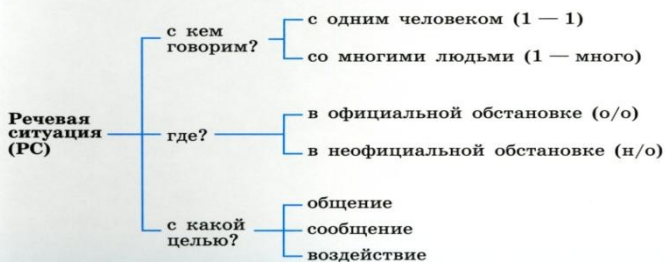 Речевая
ситуация
(РС)
с кем
говорим?
с одним человеком (1 — 1)
со многими людьми (1 — много)
где?
в официальной обстановке (о/о)
в неофициальной обстановке (н/о)
с какой
целью?
общение
сообщение
воздействие